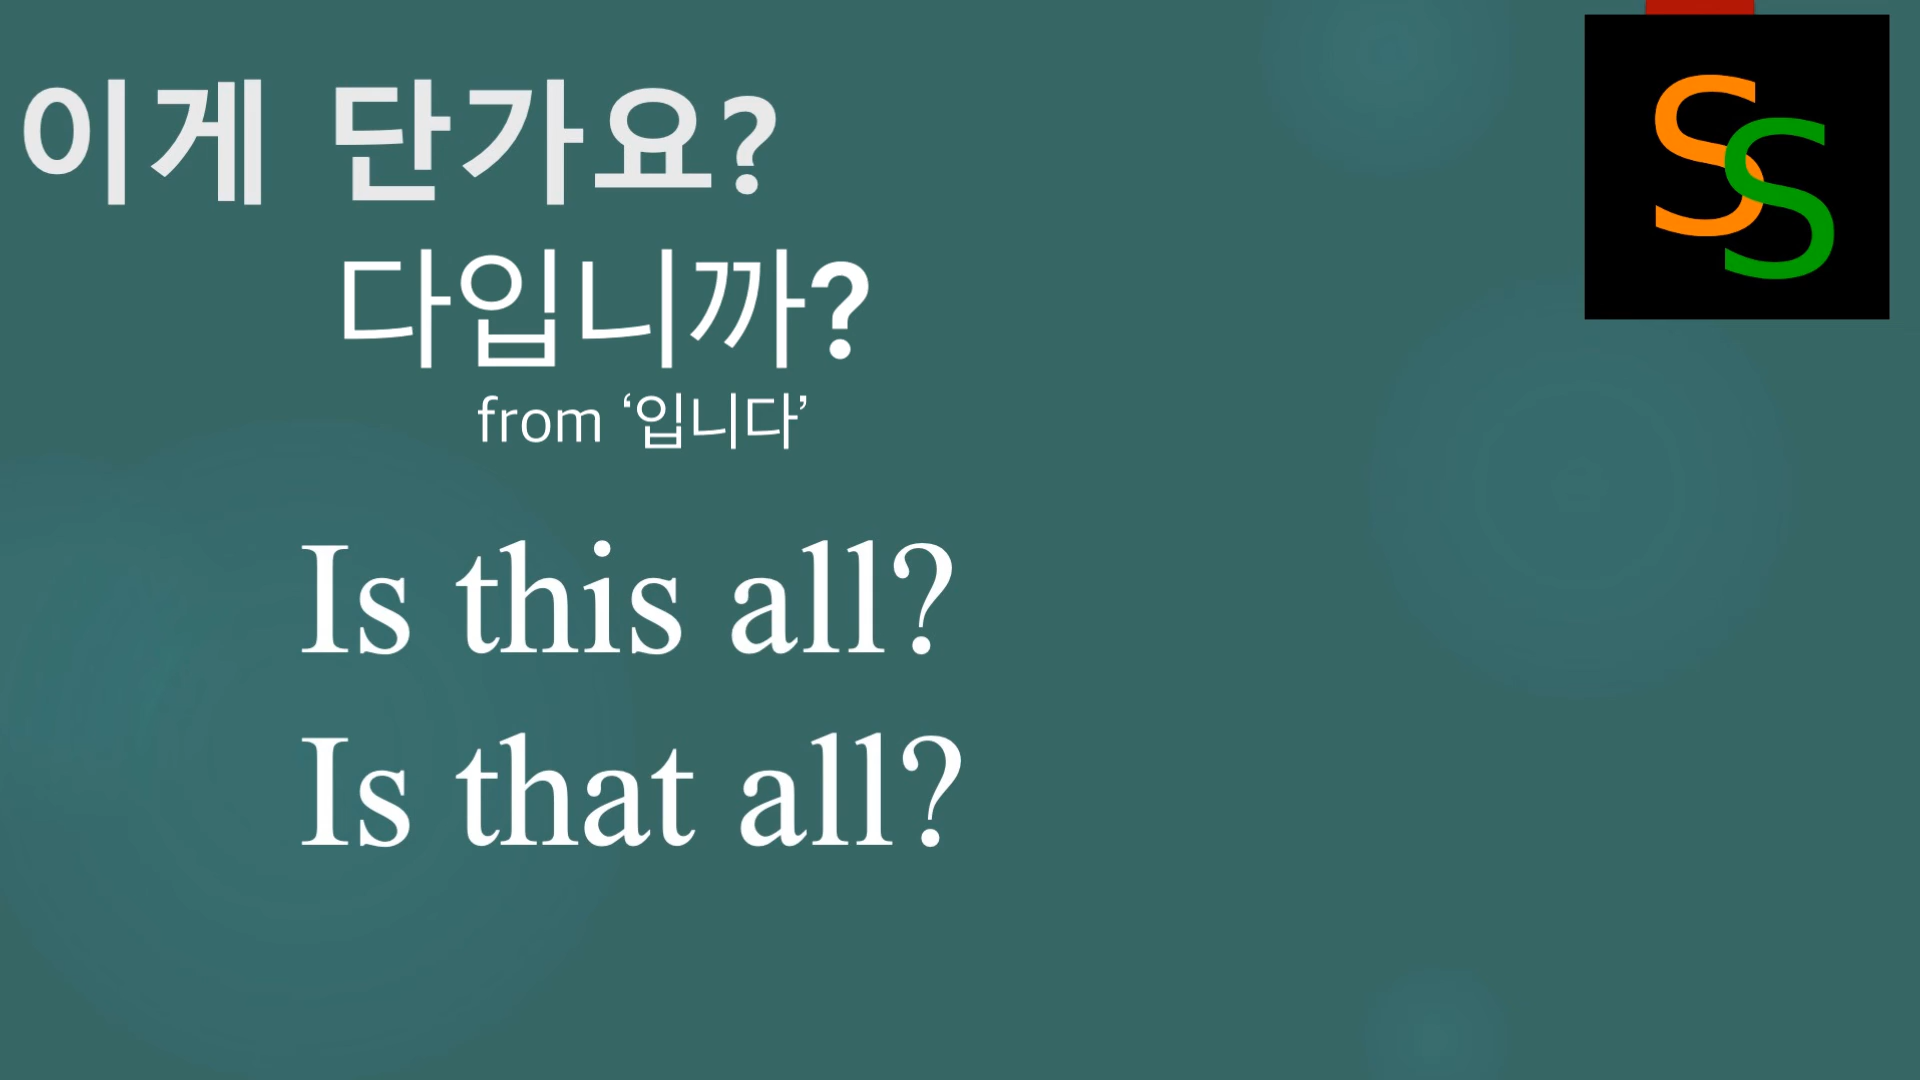 이게 단가요?
다입니까?
from ‘입니다’
Is this all?
Is that all?
SS